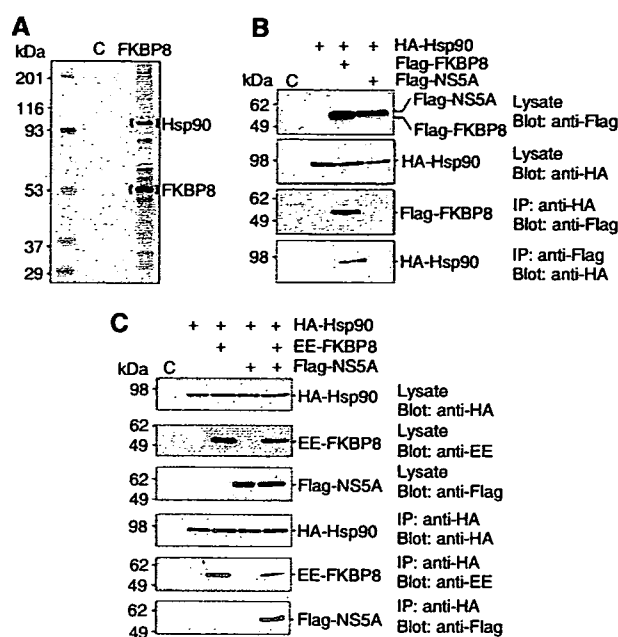 A
kDa C FKBP8
201
116
93
Hsp90
53
FKBP8
37
29
B
+ + + HA-Hsp90
+ Flag-FKBP8
kDa C + Flag-NS5A
62
49
Flag-NS5A
Flag-FKBP8
Lysate
Blot: anti-Flag
98
HA-Hsp90
Lysate
Blot: anti-HA
62
49
Flag-FKBP8
IP: anti-HA
Blot: anti-Flag
98
HA-Hsp90
IP: anti-Flag
Blot: anti-HA
C
+ + + + HA-Hsp90
+ + EE-FKBP8
kDa C + + Flag-NS5A
98
HA-Hsp90
Lysate
Blot: anti-HA
62
49
EE-FKBP8
Lysate
Blot: anti-EE
62
49
Flag-NS5A
Lysate
Blot: anti-Flag
98
HA-Hsp90
IP: anti-HA
Blot: anti-HA
62
49
EE-FKBP8
IP: anti-HA
Blot: anti-EE
62
49
Flag-NS5A
IP: anti-HA
Blot: anti-Flag